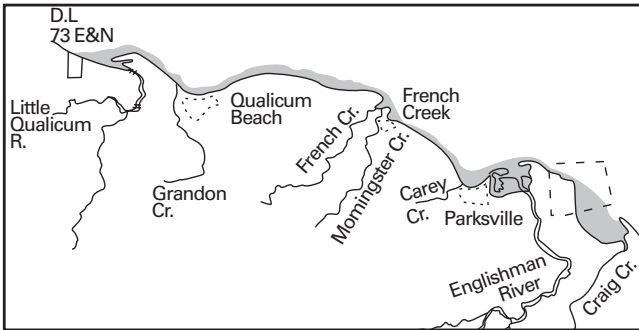 D.L
73 E&N
Little
Qualicum
R.
Qualicum
Beach
Grandon
Cr.
French Cr.
Morningster Cr.
French
Creek
Carey
Cr.
Parksville
Englishman
River
Craig Cr.